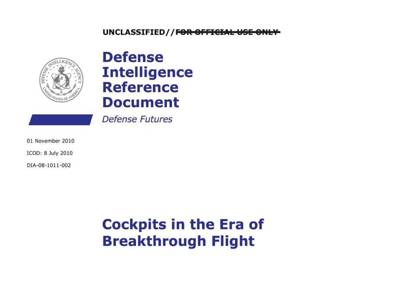 UNCLASSIFIED//FOR OFFICIAL USE ONLY
Defense
Intelligence
Reference
Document
Defense Futures
01 November 2010
ICOD: 8 July 2010
DIA-08-1011-002
Cockpits in the Era of
Breakthrough Flight